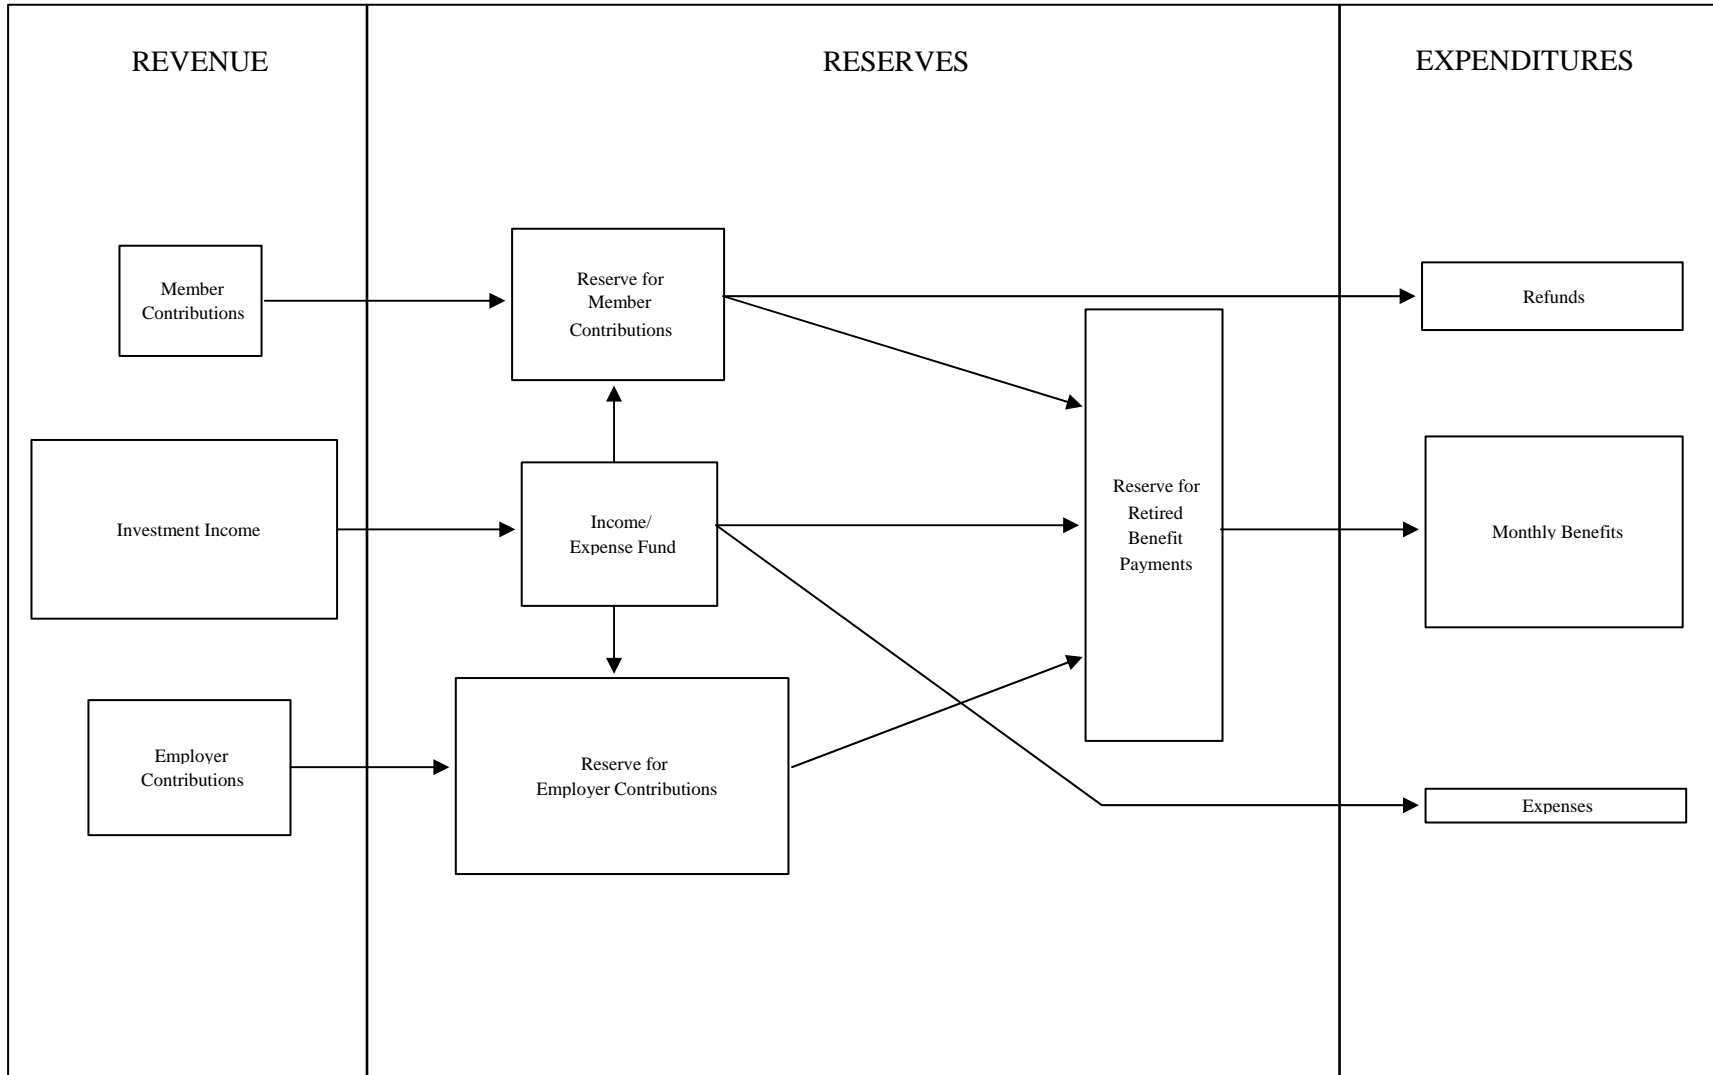 REVENUE
RESERVES
EXPENDITURES
Member
Contributions
Reserve for
Member
Contributions
Refunds
Investment Income
Income/
Expense Fund
Reserve for
Retired
Benefit
Payments
Monthly Benefits
Employer
Contributions
Reserve for
Employer Contributions
Expenses